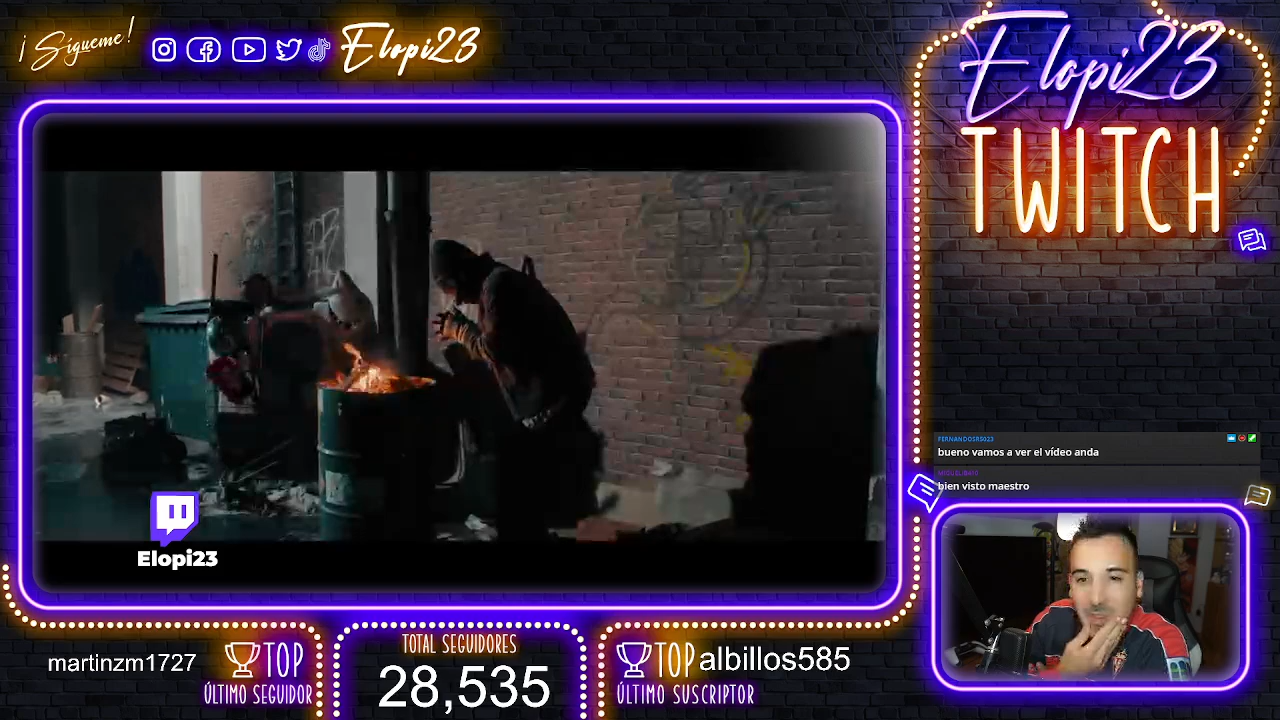 ¡Sígueme!
Elopi23
Elopi23
TWITCH
FERNANDOSRS023
bueno vamos a ver el vídeo anda
bien visto maestro
Elopi23
martinzm1727
TOP
ÚLTIMO SEGUIDOR
TOTAL SEGUIDORES
28,535
TOP
albillos585
ÚLTIMO SUSCRIPTOR